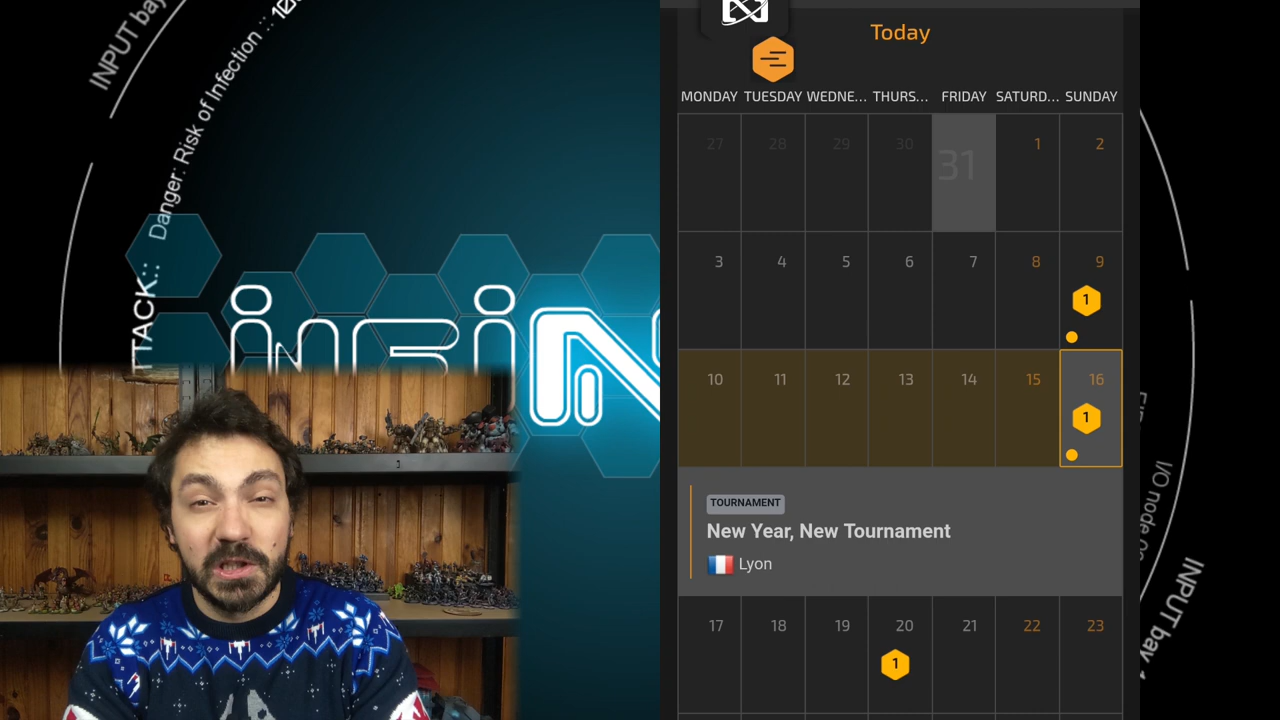 INPUT bay
Danger: Risk of Infection ::
TTACK::
iNFiN
Today
MONDAY TUESDAY WEDNE... THURS... FRIDAY SATURD... SUNDAY
27 28 29 30 31 1 2
3 4 5 6 7 8 9
1
10 11 12 13 14 15 16
1
TOURNAMENT
New Year, New Tournament
Lyon
17 18 19 20 21 22 23
1
I/O node
INPUT bay